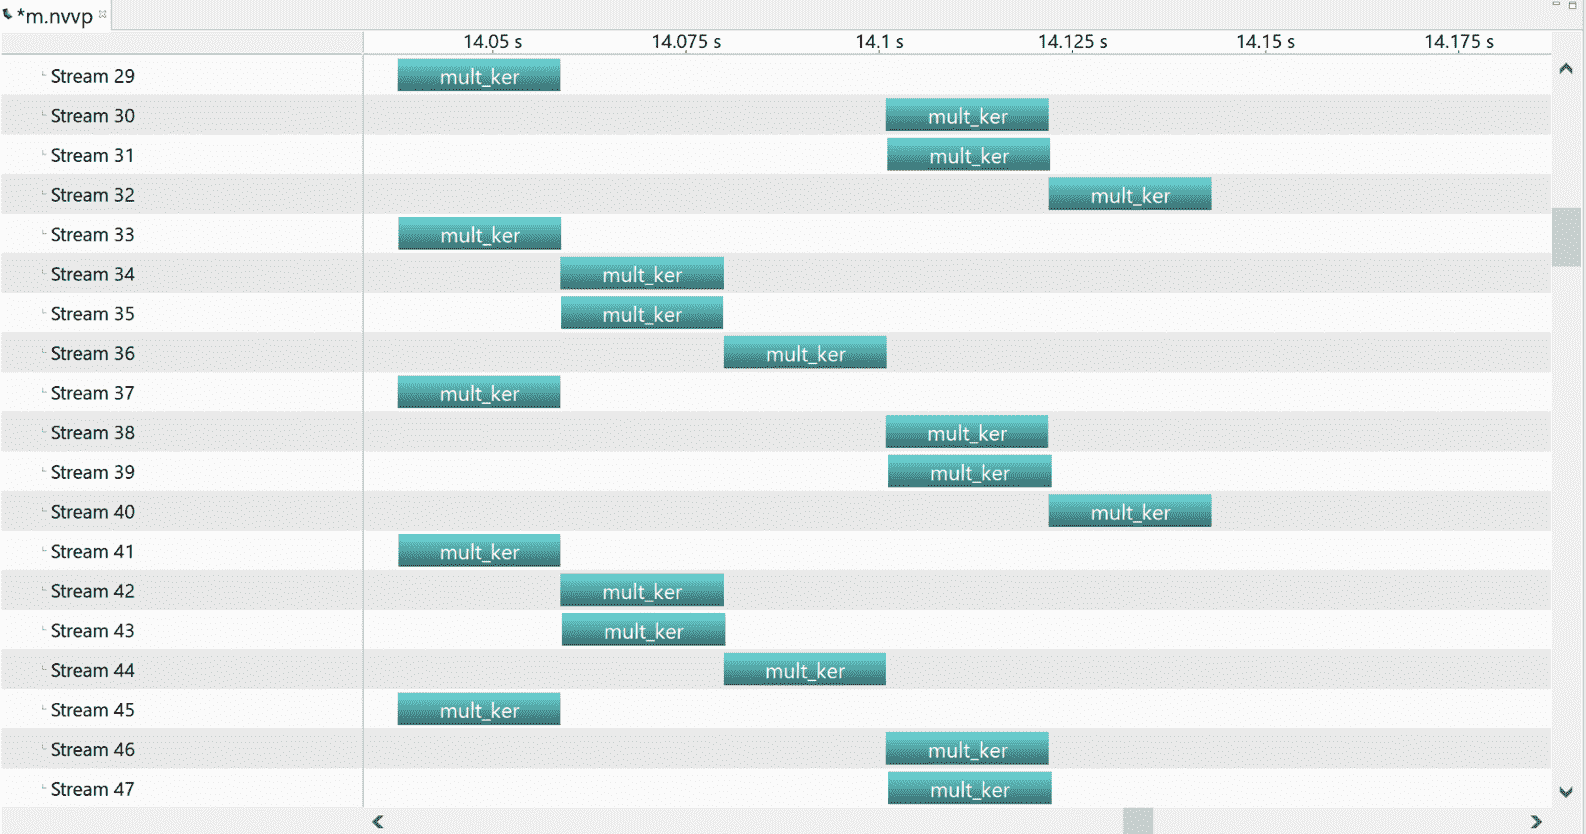 *m.nvvp
14.05 s 14.075 s 14.1 s 14.125 s 14.15 s 14.175 s
Stream 29 mult_ker
Stream 30 mult_ker
Stream 31 mult_ker
Stream 32 mult_ker
Stream 33 mult_ker
Stream 34 mult_ker
Stream 35 mult_ker
Stream 36 mult_ker
Stream 37 mult_ker
Stream 38 mult_ker
Stream 39 mult_ker
Stream 40 mult_ker
Stream 41 mult_ker
Stream 42 mult_ker
Stream 43 mult_ker
Stream 44 mult_ker
Stream 45 mult_ker
Stream 46 mult_ker
Stream 47 mult_ker